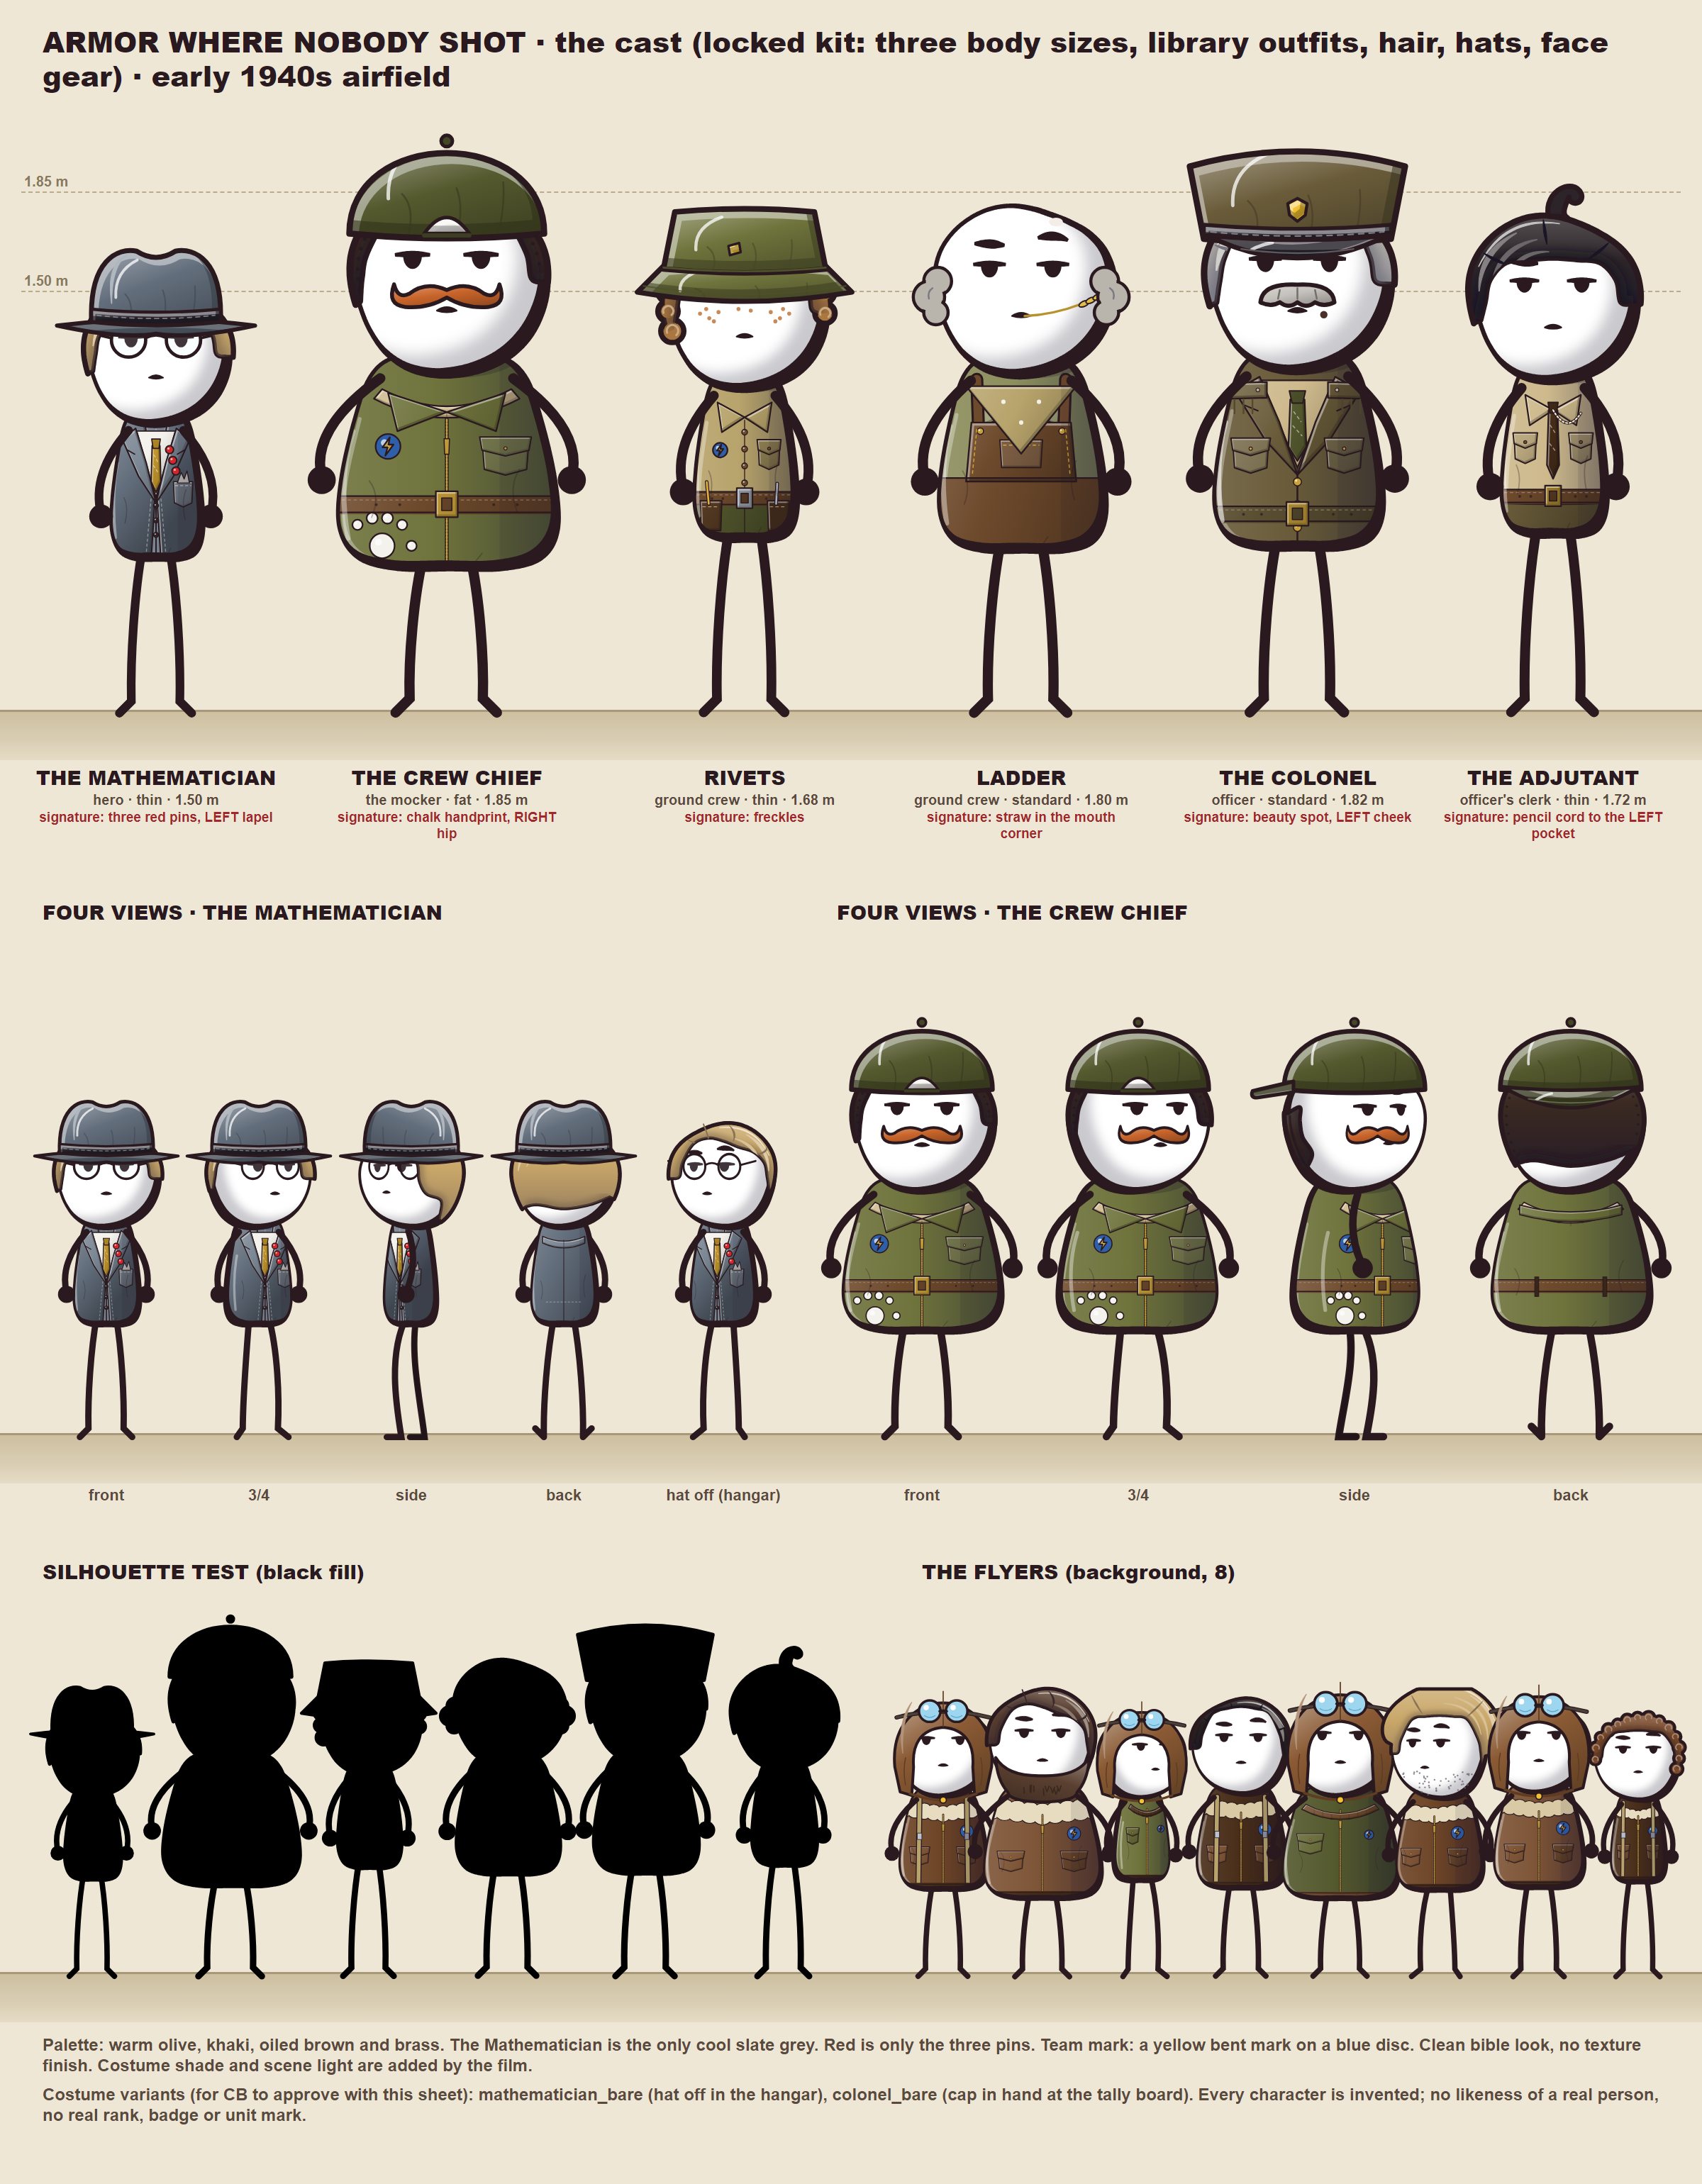 ARMOR WHERE NOBODY SHOT · the cast (locked kit: three body sizes, library outfits, hair, hats, face
gear) · early 1940s airfield
1.85 m
1.50 m
THE MATHEMATICIAN
hero · thin · 1.50 m
signature: three red pins, LEFT lapel
THE CREW CHIEF
the mocker · fat · 1.85 m
signature: chalk handprint, RIGHT
hip
RIVETS
ground crew · thin · 1.68 m
signature: freckles
LADDER
ground crew · standard · 1.80 m
signature: straw in the mouth
corner
THE COLONEL
officer · standard · 1.82 m
signature: beauty spot, LEFT cheek
THE ADJUTANT
officer's clerk · thin · 1.72 m
signature: pencil cord to the LEFT
pocket
FOUR VIEWS · THE MATHEMATICIAN
FOUR VIEWS · THE CREW CHIEF
front
3/4
side
back
hat off (hangar)
front
3/4
side
back
SILHOUETTE TEST (black fill)
THE FLYERS (background, 8)
Palette: warm olive, khaki, oiled brown and brass. The Mathematician is the only cool slate grey. Red is only the three pins. Team mark: a yellow bent mark on a blue disc. Clean bible look, no texture
finish. Costume shade and scene light are added by the film.
Costume variants (for CB to approve with this sheet): mathematician_bare (hat off in the hangar), colonel_bare (cap in hand at the tally board). Every character is invented; no likeness of a real person,
no real rank, badge or unit mark.